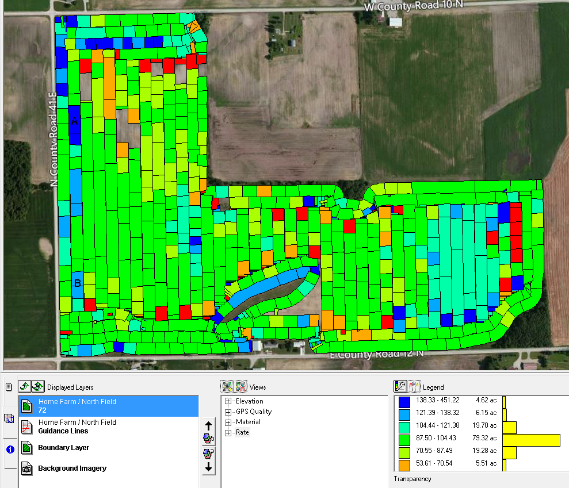 W County Road 10 N
N County Road 41 E
A
B
E County Road 12 N
Displayed Layers
Home Farm / North Field
72
Home Farm / North Field
Guidance Lines
Boundary Layer
Background Imagery
Views
Elevation
GPS Quality
Material
Rate
Legend
138.33 - 451.22 4.62 ac
121.39 - 138.32 6.15 ac
104.44 - 121.38 19.70 ac
87.50 - 104.43 79.32 ac
70.55 - 87.49 19.28 ac
53.61 - 70.54 5.51 ac
Transparency